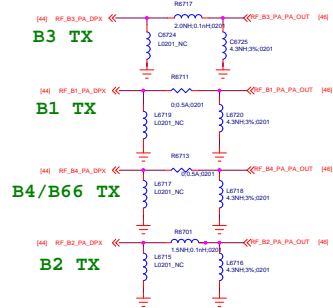 R6717
[44] RF_B3_PA_DPX
RF_B3_PA_PA_OUT [46]
2.0NH;0.1nH;0201
C6724
L0201_NC
C6725
4.3NH;3%;0201
B3 TX
R6711
[44] RF_B1_PA_DPX
RF_B1_PA_PA_OUT [46]
0;0.5A;0201
L6719
L0201_NC
L6720
4.3NH;3%;0201
B1 TX
R6713
[44] RF_B4_PA_DPX
RF_B4_PA_PA_OUT [46]
0;0.5A;0201
L6717
L0201_NC
L6718
4.3NH;3%;0201
B4/B66 TX
R6701
[44] RF_B2_PA_DPX
RF_B2_PA_PA_OUT [46]
1.5NH;0.1nH;0201
L6715
L0201_NC
L6716
4.3NH;3%;0201
B2 TX